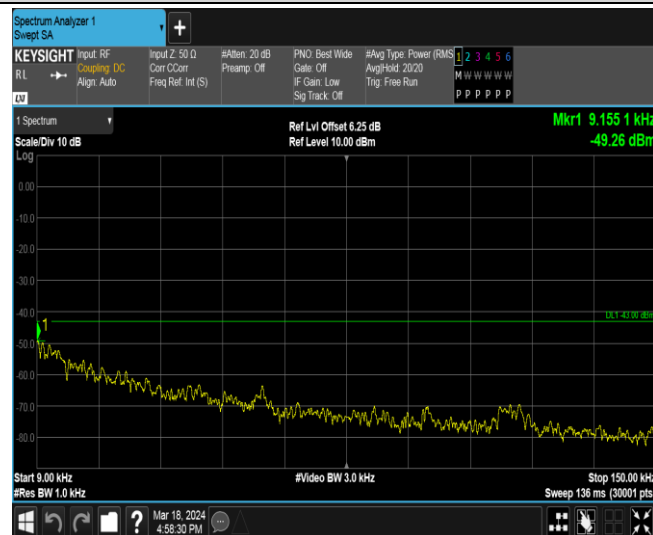 Spectrum Analyzer 1
Swept SA
+
KEYSIGHT Input: RF Input Z: 50 Ω #Atten: 20 dB PNO: Best Wide #Avg Type: Power (RMS 1 2 3 4 5 6
RL Coupling: DC Corr CCorr Preamp: Off Gate: Off Avg|Hold: 20/20 M W W W W W
Align: Auto Freq Ref: Int (S) IF Gain: Low Trig: Free Run
Sig Track: Off P P P P P P
LXI
1 Spectrum Ref Lvl Offset 6.25 dB Mkr1 9.155 1 kHz
Scale/Div 10 dB Ref Level 10.00 dBm -49.26 dBm
Log
0.00
-10.0
-20.0
-30.0
-40.0
DL1 -43.00 dBm
1
-50.0
-60.0
-70.0
-80.0
Start 9.00 kHz #Video BW 3.0 kHz Stop 150.00 kHz
#Res BW 1.0 kHz Sweep 136 ms (30001 pts
? Mar 18, 2024
4:58:30 PM